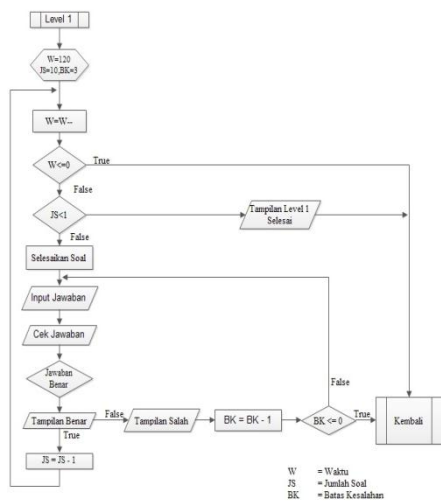 Level 1
W=120
JS=10,BK=3
W=W--
W<=0
True
False
JS<1
Tampilan Level 1
Selesai
False
Selesaikan Soal
Input Jawaban
Cek Jawaban
Jawaban
Benar
False
Tampilan Benar
False
Tampilan Salah
BK = BK - 1
BK <= 0
True
Kembali
True
JS = JS - 1
W = Waktu
JS = Jumlah Soal
BK = Batas Kesalahan